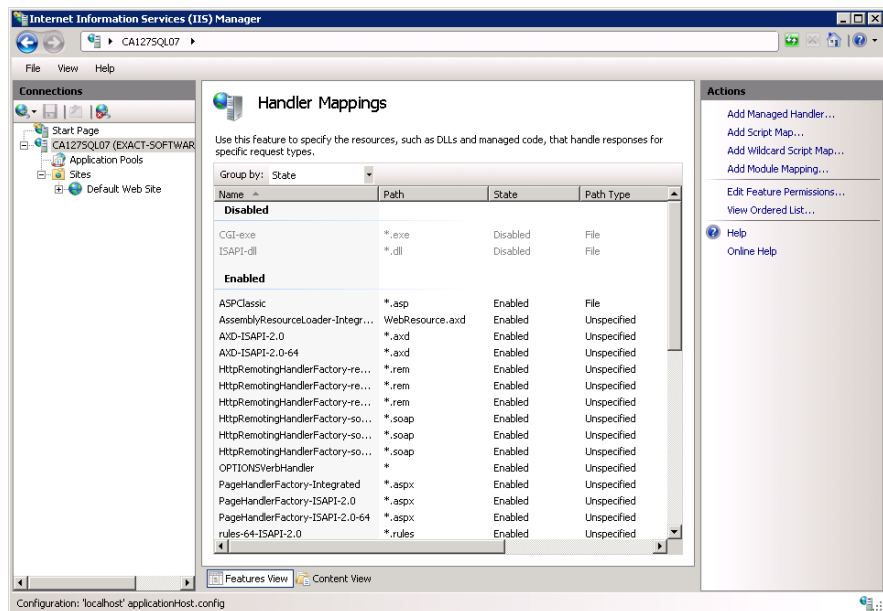 Internet Information Services (IIS) Manager
CA127SQL07
File View Help
Connections
Start Page
CA127SQL07 (EXACT-SOFTWAR
Application Pools
Sites
Default Web Site
Handler Mappings
Use this feature to specify the resources, such as DLLs and managed code, that handle responses for
specific request types.
Group by: State
Name Path State Path Type
Disabled
CGI-exe *.exe Disabled File
ISAPI-dll *.dll Disabled File
Enabled
ASPClassic *.asp Enabled File
AssemblyResourceLoader-Integr... WebResource.axd Enabled Unspecified
AXD-ISAPI-2.0 *.axd Enabled Unspecified
AXD-ISAPI-2.0-64 *.axd Enabled Unspecified
HttpRemotingHandlerFactory-re... *.rem Enabled Unspecified
HttpRemotingHandlerFactory-re... *.rem Enabled Unspecified
HttpRemotingHandlerFactory-re... *.rem Enabled Unspecified
HttpRemotingHandlerFactory-so... *.soap Enabled Unspecified
HttpRemotingHandlerFactory-so... *.soap Enabled Unspecified
HttpRemotingHandlerFactory-so... *.soap Enabled Unspecified
OPTIONSVerbHandler * Enabled Unspecified
PageHandlerFactory-Integrated *.aspx Enabled Unspecified
PageHandlerFactory-ISAPI-2.0 *.aspx Enabled Unspecified
PageHandlerFactory-ISAPI-2.0-64 *.aspx Enabled Unspecified
rules-64-ISAPI-2.0 *.rules Enabled Unspecified
Features View Content View
Actions
Add Managed Handler...
Add Script Map...
Add Wildcard Script Map...
Add Module Mapping...
Edit Feature Permissions...
View Ordered List...
Help
Online Help
Configuration: 'localhost' applicationHost.config